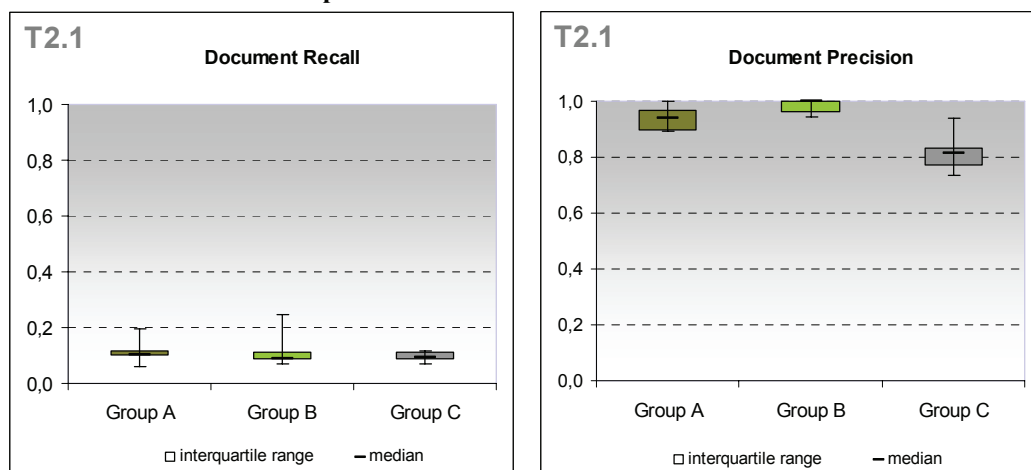 T2.1
Document Recall
1,0
0,8
0,6
0,4
0,2
0,0
Group A Group B Group C
interquartile range median
T2.1
Document Precision
1,0
0,8
0,6
0,4
0,2
0,0
Group A Group B Group C
interquartile range median